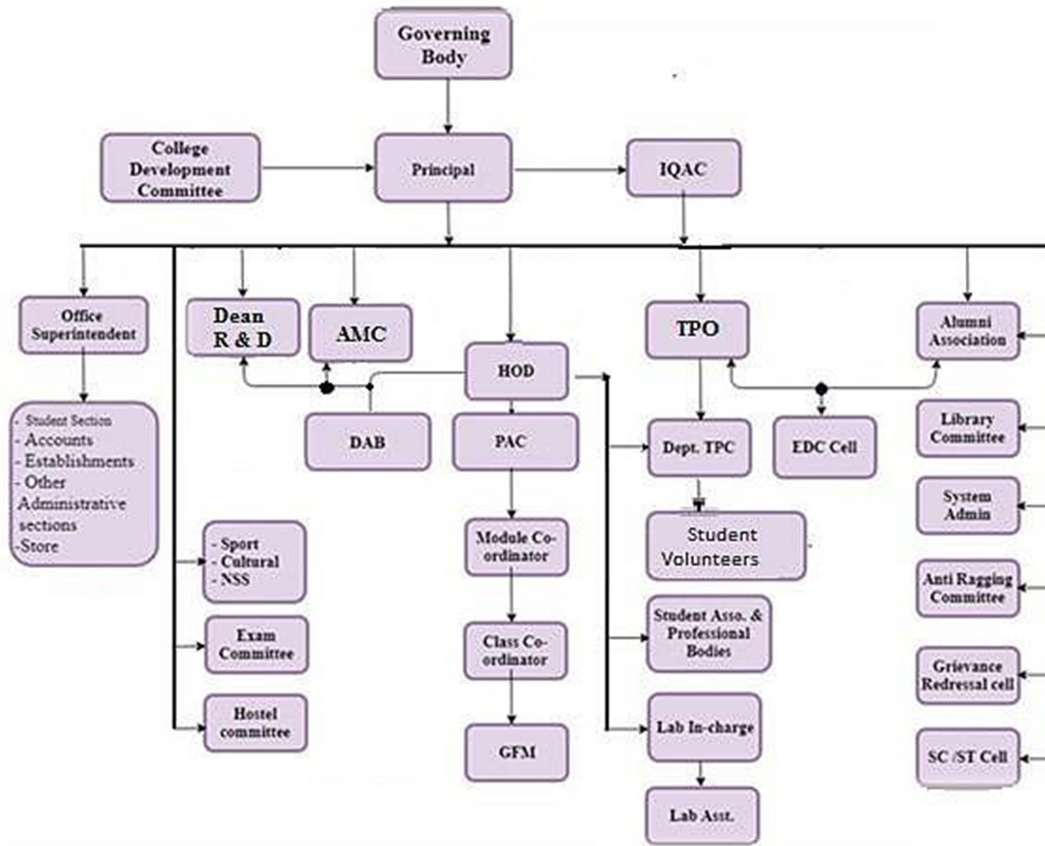 Governing
Body
College
Development
Committee
Principal
IQAC
Office
Superintendent
Dean
R & D
AMC
HOD
TPO
Alumni
Association
- Student Section
- Accounts
- Establishments
- Other
Administrative
sections
-Store
DAB
PAC
Dept. TPC
EDC Cell
Library
Committee
System
Admin
- Sport
- Cultural
- NSS
Module Co-
ordinator
Student
Volunteers
Anti Ragging
Committee
Exam
Committee
Class Co-
ordinator
Student Asso. &
Professional
Bodies
Grievance
Redressal cell
Hostel
committee
GFM
Lab In-charge
SC /ST Cell
Lab Asst.